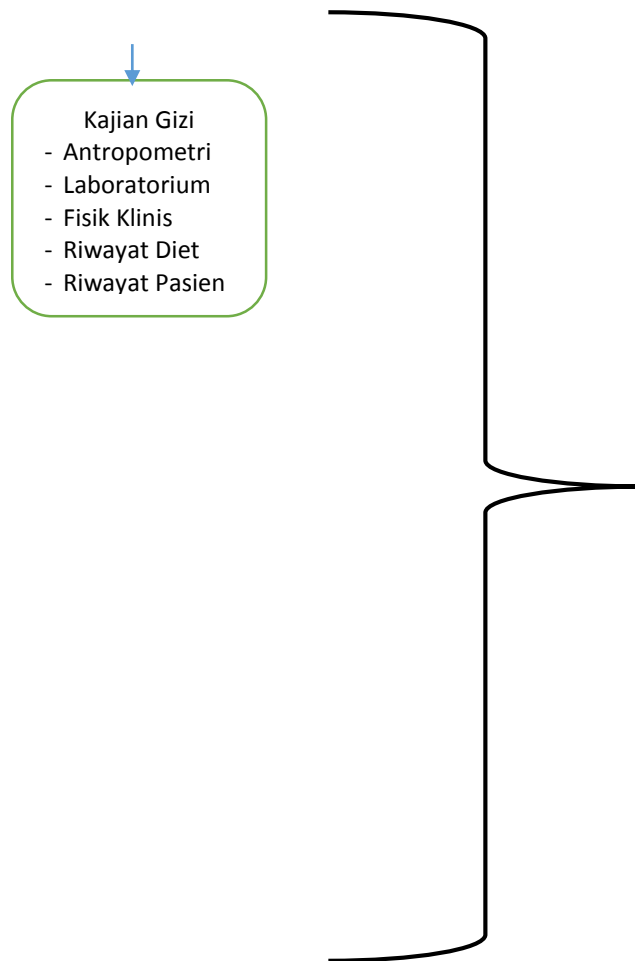 Kajian Gizi
- Antropometri
- Laboratorium
- Fisik Klinis
- Riwayat Diet
- Riwayat Pasien